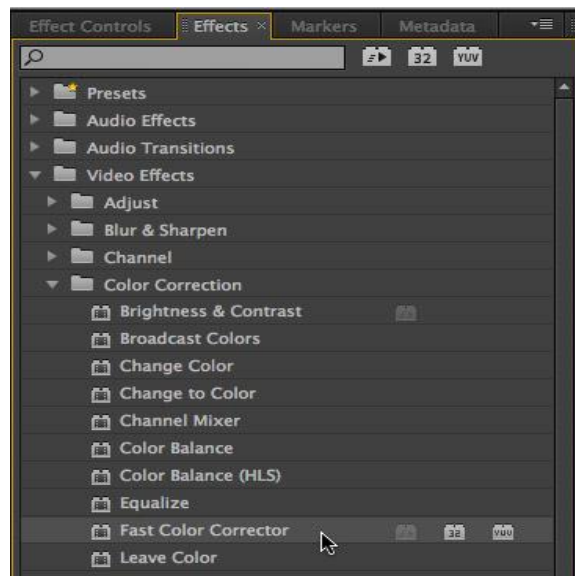 Effect Controls Effects × Markers Metadata
32 YUV
Presets
Audio Effects
Audio Transitions
Video Effects
Adjust
Blur & Sharpen
Channel
Color Correction
Brightness & Contrast
Broadcast Colors
Change Color
Change to Color
Channel Mixer
Color Balance
Color Balance (HLS)
Equalize
Fast Color Corrector 32 YUV
Leave Color